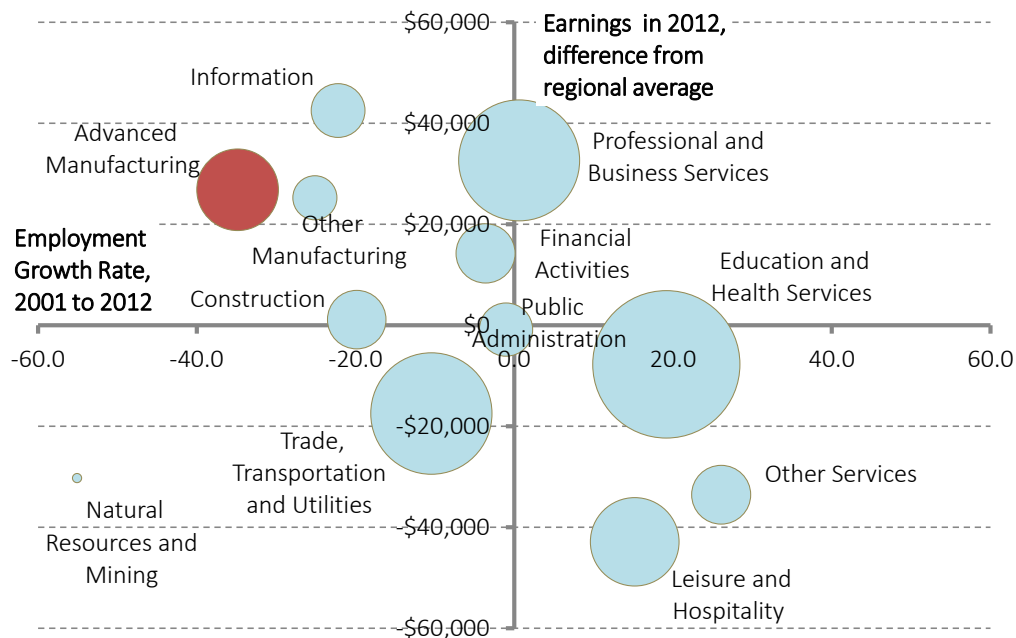 $60,000
Earnings in 2012,
difference from
regional average
Information
$40,000
Advanced
Manufacturing
Professional and
Business Services
$20,000
Other
Manufacturing
Employment
Growth Rate,
2001 to 2012
Financial
Activities
Education and
Health Services
Construction
Public
Administration
$0
-60.0 -40.0 -20.0 0.0 20.0 40.0 60.0
-$20,000
Trade,
Transportation
and Utilities
Other Services
Natural
Resources and
Mining
-$40,000
Leisure and
Hospitality
-$60,000